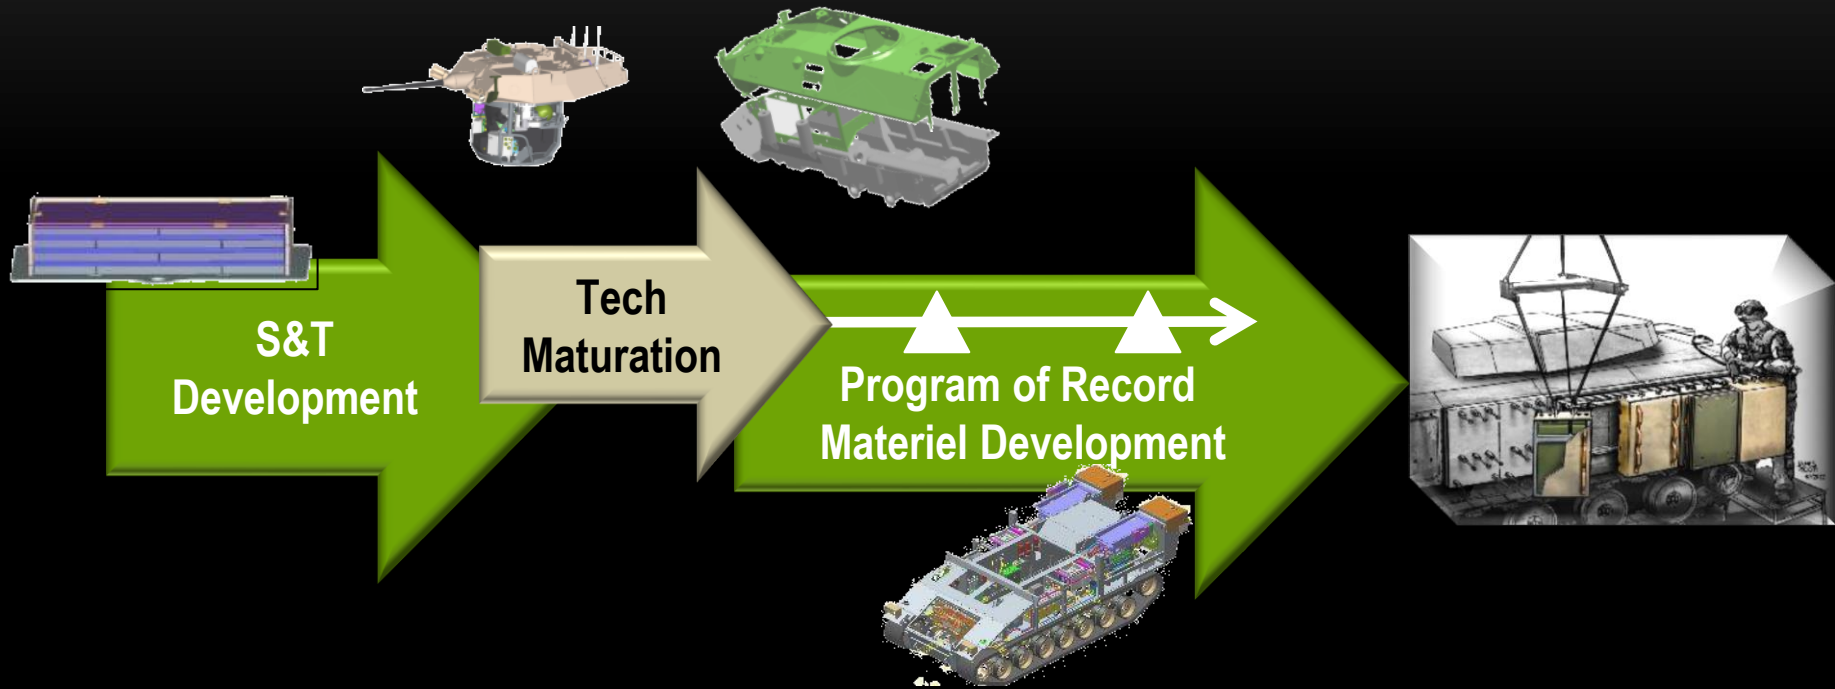 S&T
Development
Tech
Maturation
Program of Record
Materiel Development